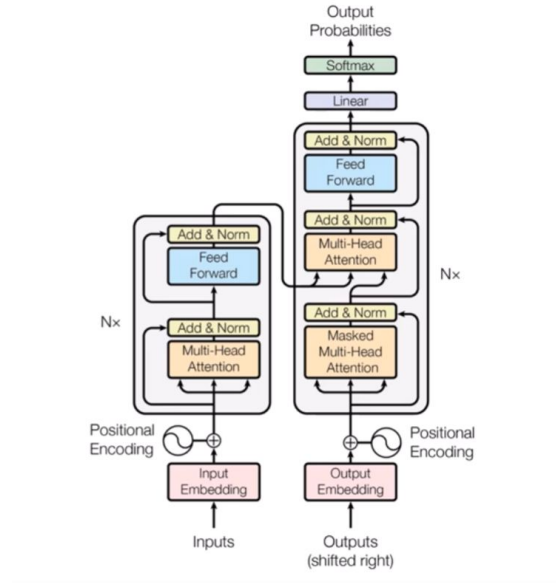 Output
Probabilities
Softmax
Linear
Add & Norm
Feed
Forward
Add & Norm
Multi-Head
Attention
Add & Norm
Masked
Multi-Head
Attention
Nx
Add & Norm
Feed
Forward
Add & Norm
Multi-Head
Attention
N×
Positional
Encoding
Positional
Encoding
Input
Embedding
Output
Embedding
Inputs
Outputs
(shifted right)